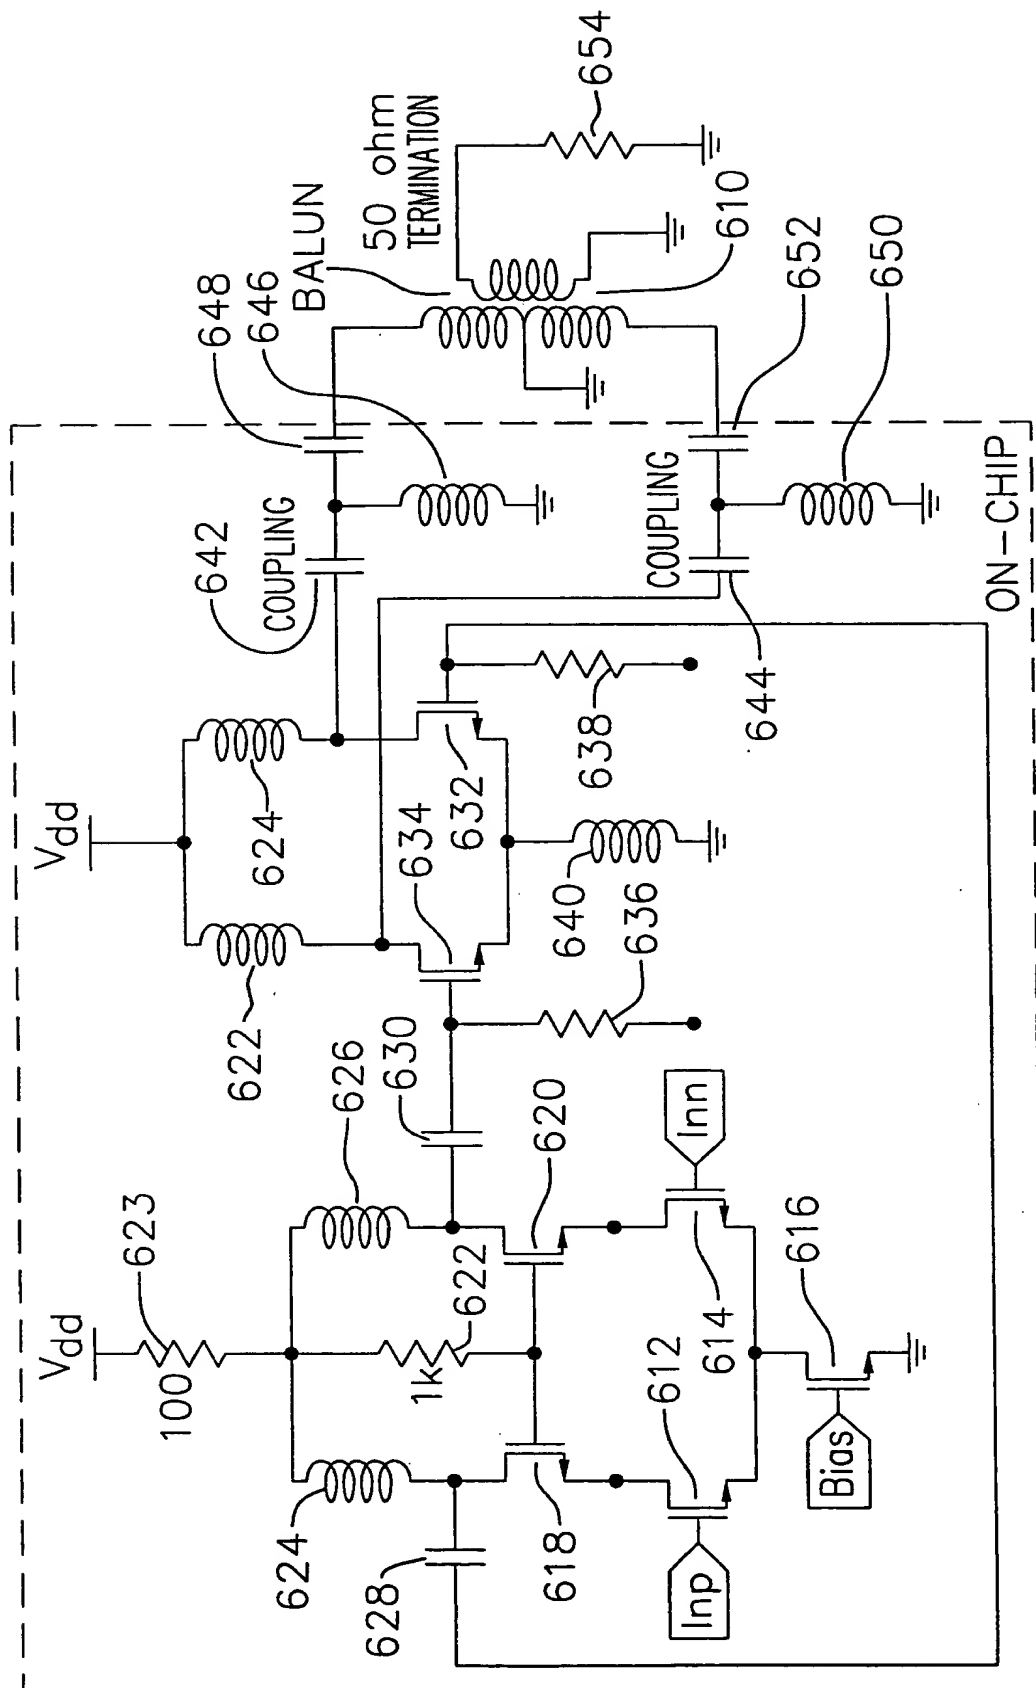 Vdd
623
100
624
626
622
1k
628
630
618
620
612
614
Inp
Inn
616
Bias
Vdd
622
624
634
632
636
638
640
642
COUPLING
648
646
COUPLING
644
652
650
BALUN
50 ohm
TERMINATION
654
610
ON-CHIP